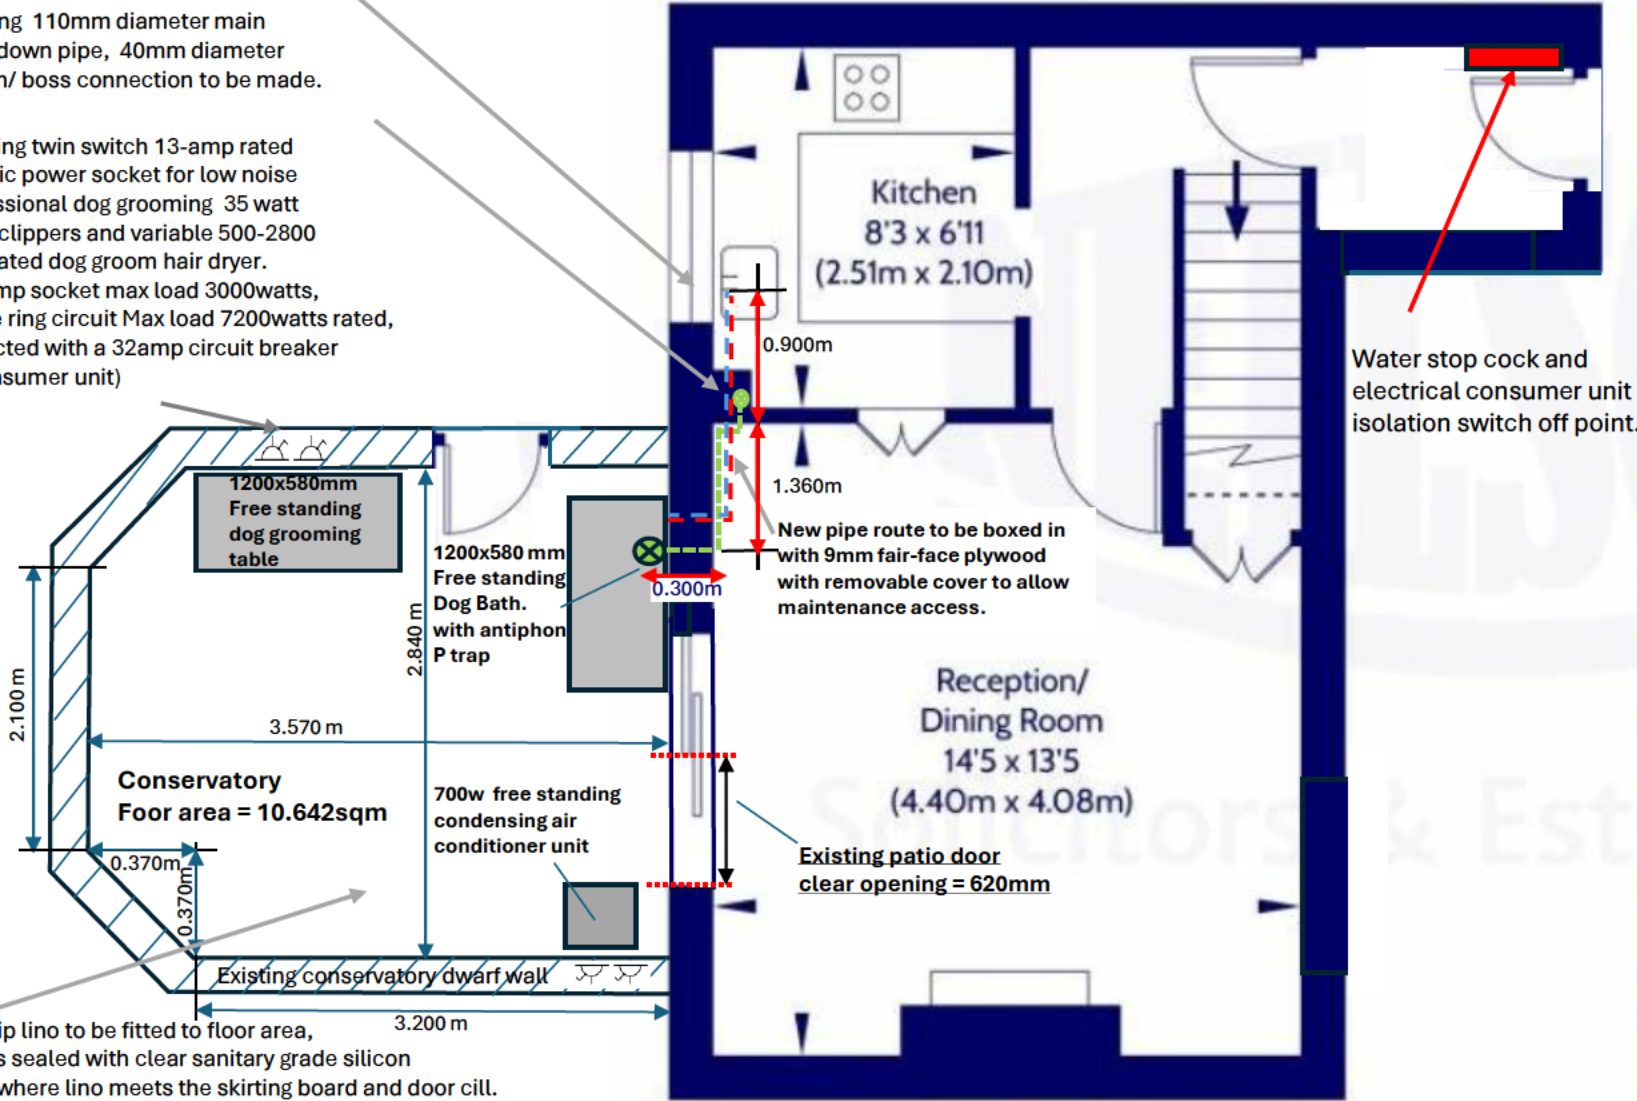 ng 110mm diameter main
down pipe, 40mm diameter
n/ boss connection to be made.
ing twin switch 13-amp rated
ic power socket for low noise
ssional dog grooming 35 watt
clippers and variable 500-2800
ated dog groom hair dryer.
mp socket max load 3000watts,
e ring circuit Max load 7200watts rated,
cted with a 32amp circuit breaker
nsumer unit)
Kitchen
8'3 x 6'11
(2.51m x 2.10m)
0.900m
Water stop cock and
electrical consumer unit
isolation switch off point.
1200x580mm
Free standing
dog grooming
table
1.360m
New pipe route to be boxed in
with 9mm fair-face plywood
with removable cover to allow
maintenance access.
1200x580 mm
Free standing
Dog Bath.
with antiphon
P trap
0.300m
2.840 m
2.100 m
3.570 m
Reception/
Dining Room
14'5 x 13'5
(4.40m x 4.08m)
Conservatory
Foor area = 10.642sqm
700w free standing
condensing air
conditioner unit
Existing patio door
clear opening = 620mm
0.370m
0.370m
Existing conservatory dwarf wall
3.200 m
ip lino to be fitted to floor area,
s sealed with clear sanitary grade silicon
where lino meets the skirting board and door cill.
Solicitors & Est